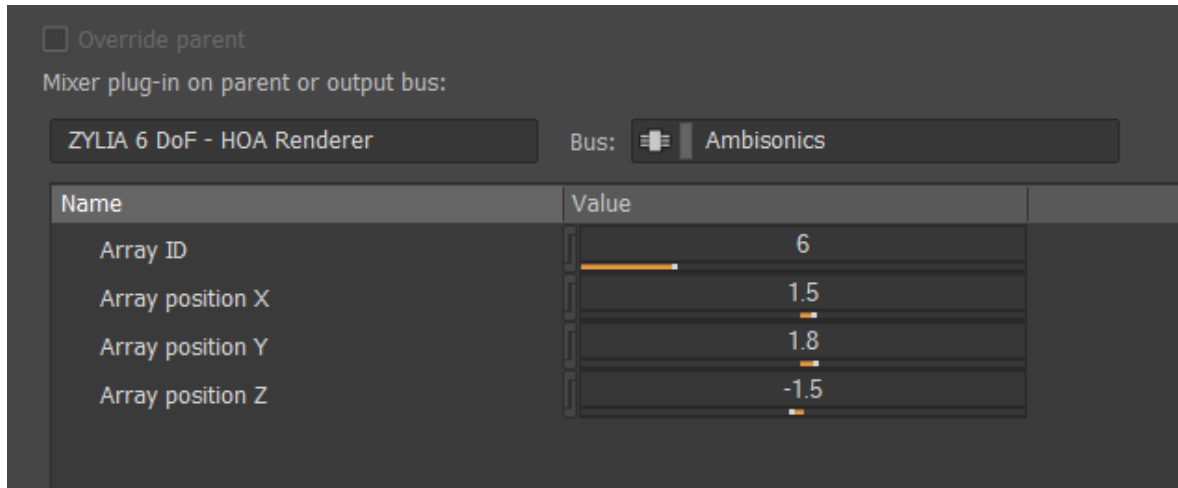 Override parent
Mixer plug-in on parent or output bus:
ZYLIA 6 DoF - HOA Renderer Bus: Ambisonics
Name Value
Array ID 6
Array position X 1.5
Array position Y 1.8
Array position Z -1.5